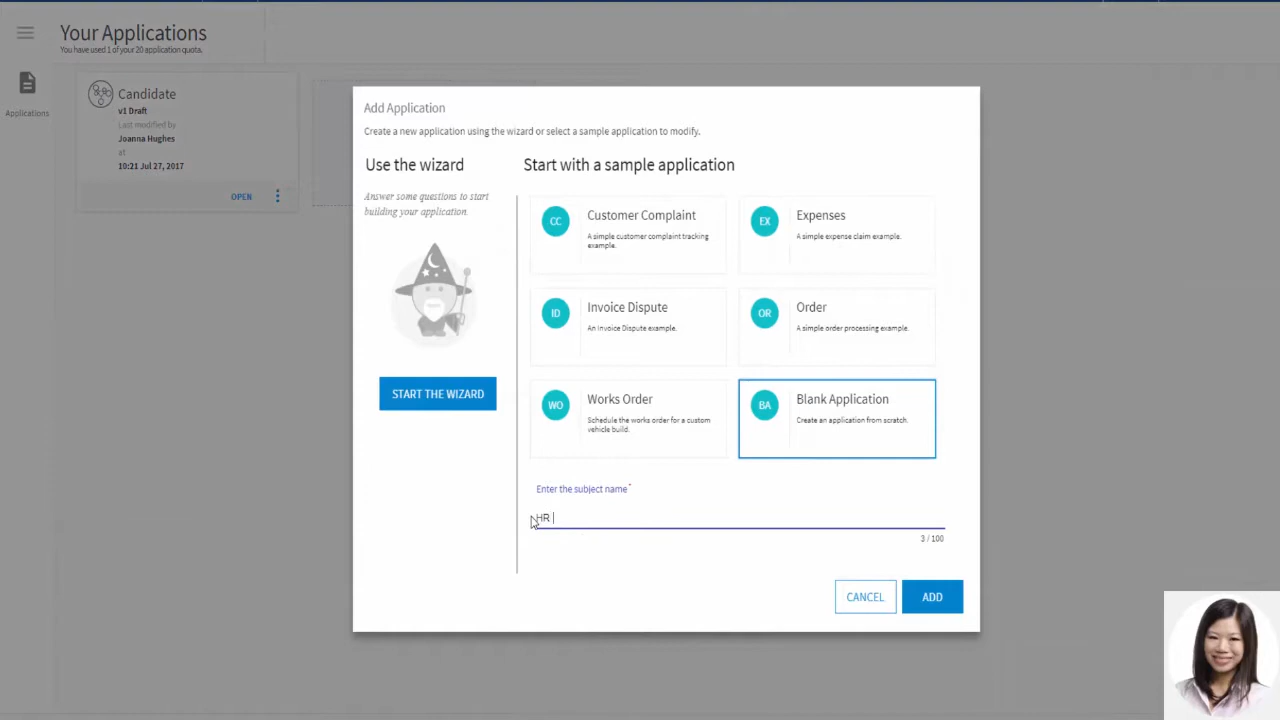 Your Applications
You have used 1 of your 20 application quota.
Applications
Candidate
v1 Draft
Last modified by
Joanna Hughes
at
10:21 Jul 27, 2017
OPEN
Add Application
Create a new application using the wizard or select a sample application to modify.
Use the wizard
Answer some questions to start
building your application.
START THE WIZARD
Start with a sample application
CC
Customer Complaint
A simple customer complaint tracking
example.
EX
Expenses
A simple expense claim example.
ID
Invoice Dispute
An Invoice Dispute example.
OR
Order
A simple order processing example.
WO
Works Order
Schedule the works order for a custom
vehicle build.
BA
Blank Application
Create an application from scratch.
Enter the subject name*
HR
3 / 100
CANCEL
ADD